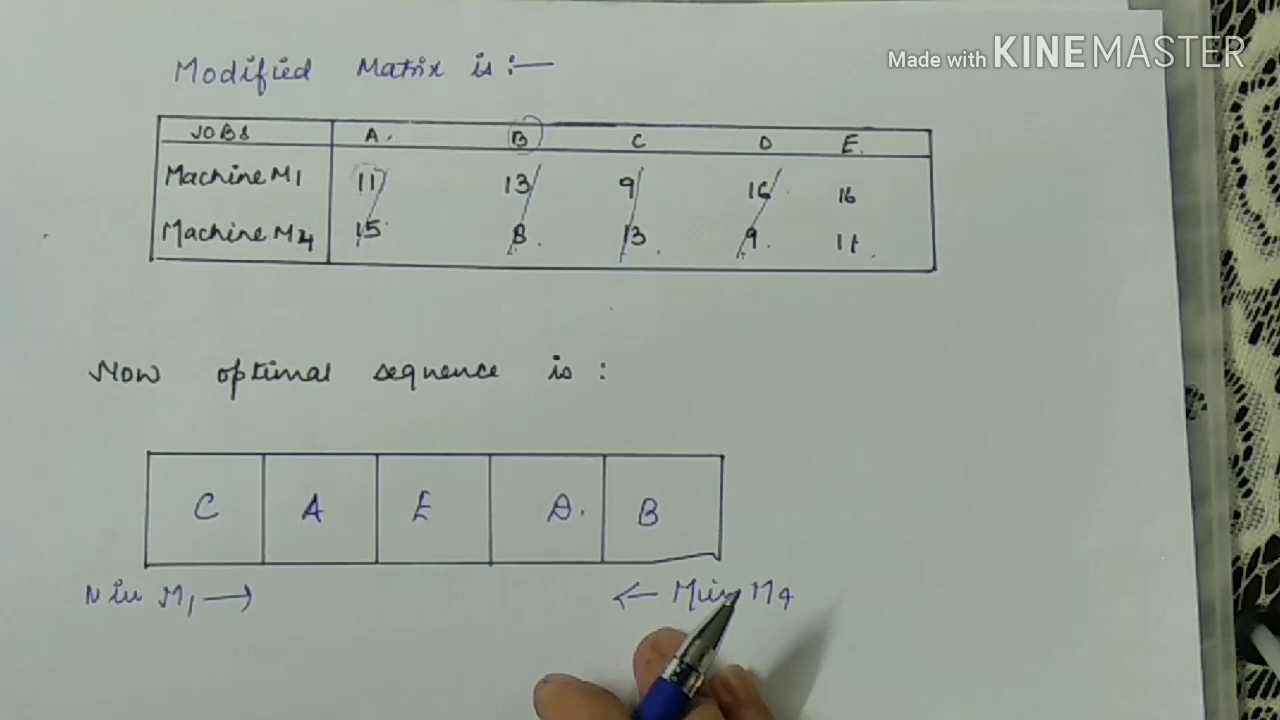 Made with KINEMASTER
Modified Matrix is :—
JOBS A. B C D E.
Machine M1 11 13 9 16 16
Machine M4 15 8. 13. 9. 11.
Now optimal sequence is :
C A E D. B
Min M1 → ← Min M4